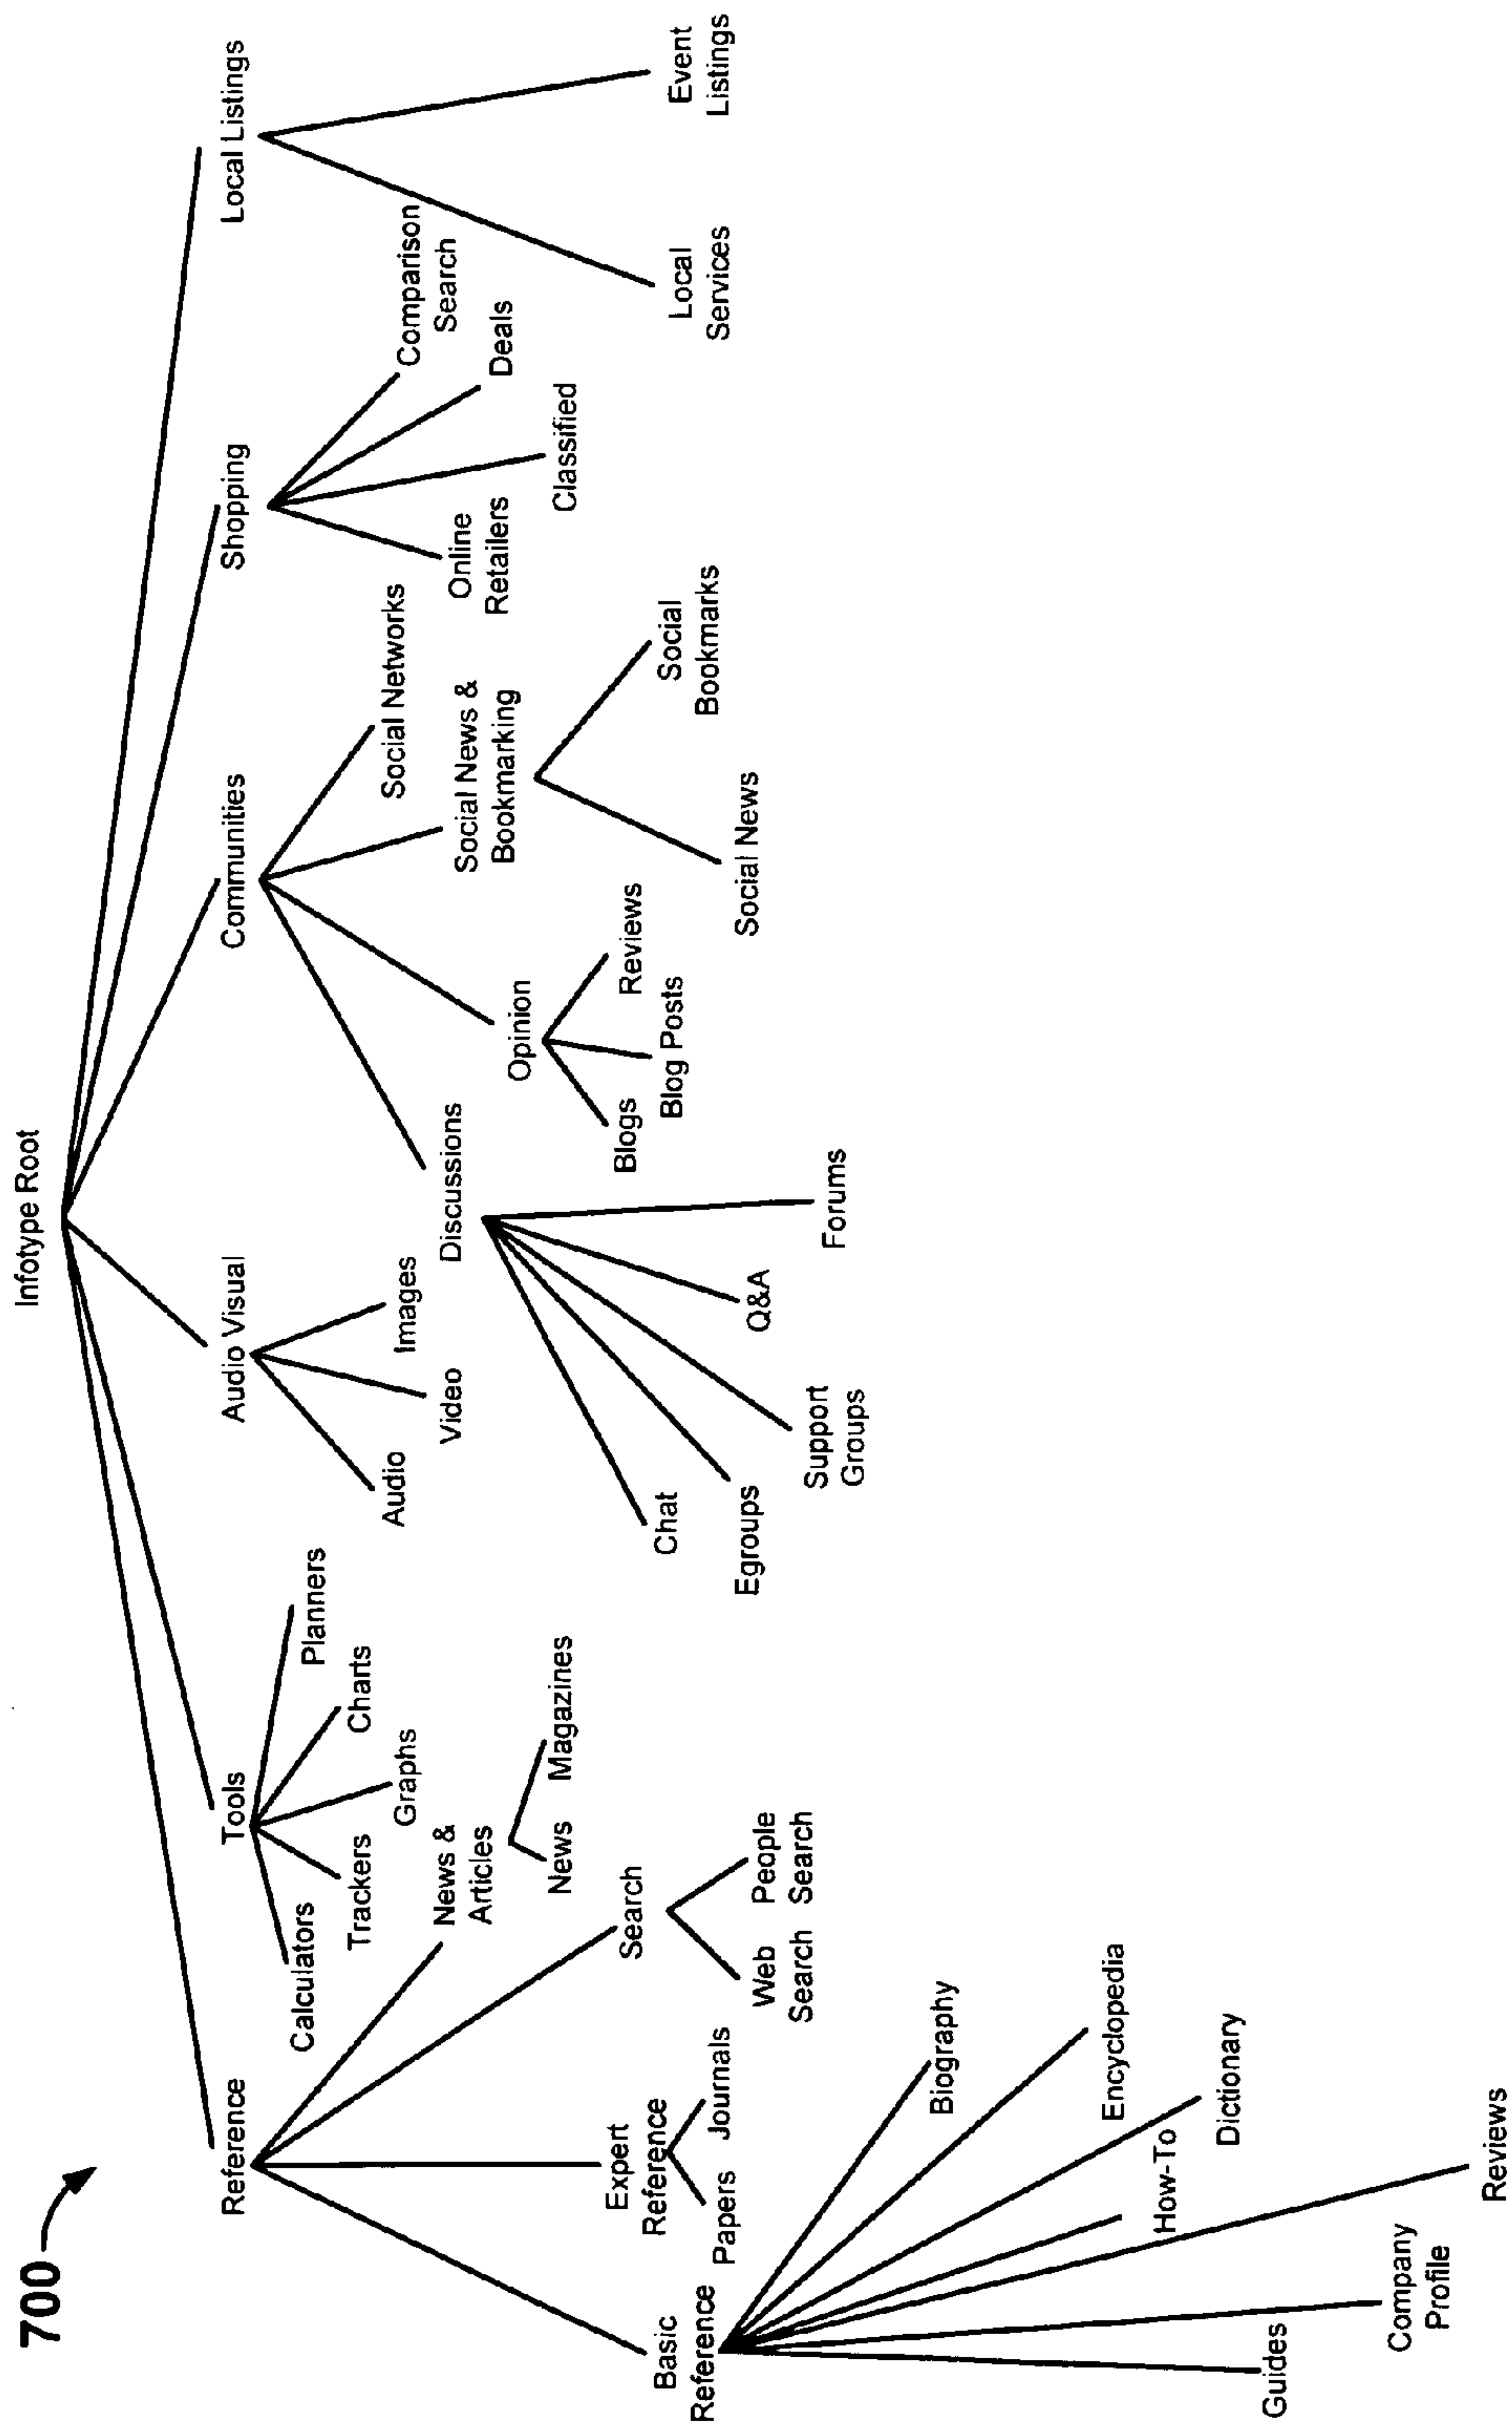 700
Infotype Root
Reference
Tools
Audio Visual
Communities
Shopping
Local Listings
Calculators
Trackers
Graphs
Charts
Planners
Audio
Video
Images
Social Networks
Comparison
Search
Deals
Online
Retailers
Classified
News &
Articles
News
Magazines
Discussions
Opinion
Social News &
Bookmarking
Expert
Reference
Search
Blogs
Blog Posts
Reviews
Social
Bookmarks
Social News
Local
Services
Event
Listings
Basic
Reference
Papers
Journals
Web
Search
People
Search
Chat
Egroups
Support
Groups
Q&A
Forums
Biography
Encyclopedia
Dictionary
How-To
Guides
Company
Profile
Reviews